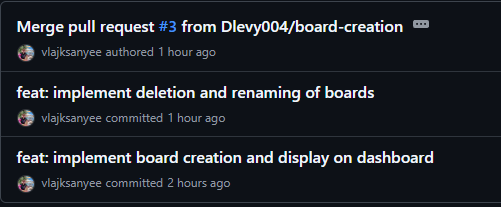 Merge pull request #3 from Dlevy004/board-creation
vlajksanyee authored 1 hour ago
feat: implement deletion and renaming of boards
vlajksanyee committed 1 hour ago
feat: implement board creation and display on dashboard
vlajksanyee committed 2 hours ago